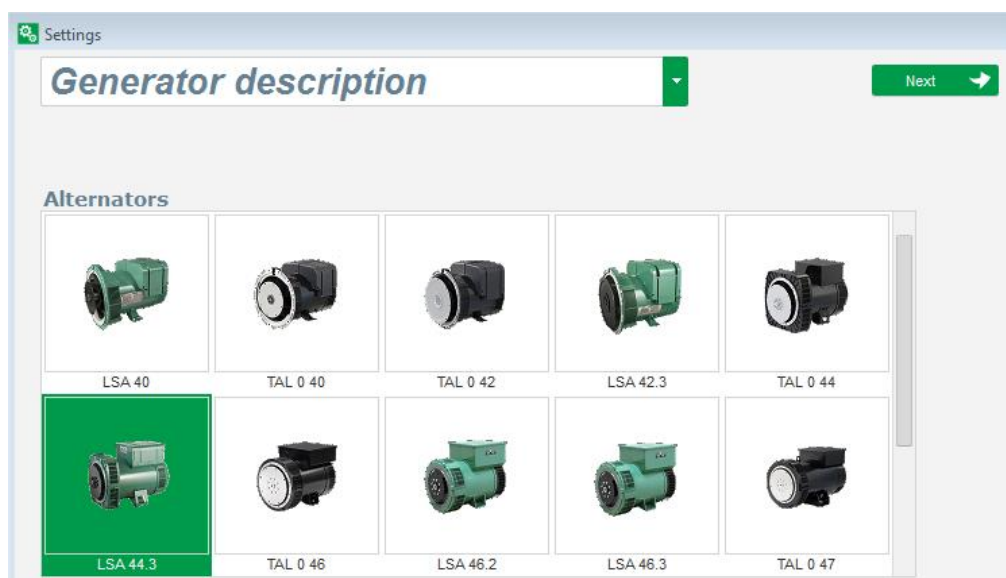 Settings
Generator description
Next
Alternators
LSA 40
TAL 0 40
TAL 0 42
LSA 42.3
TAL 0 44
LSA 44.3
TAL 0 46
LSA 46.2
LSA 46.3
TAL 0 47